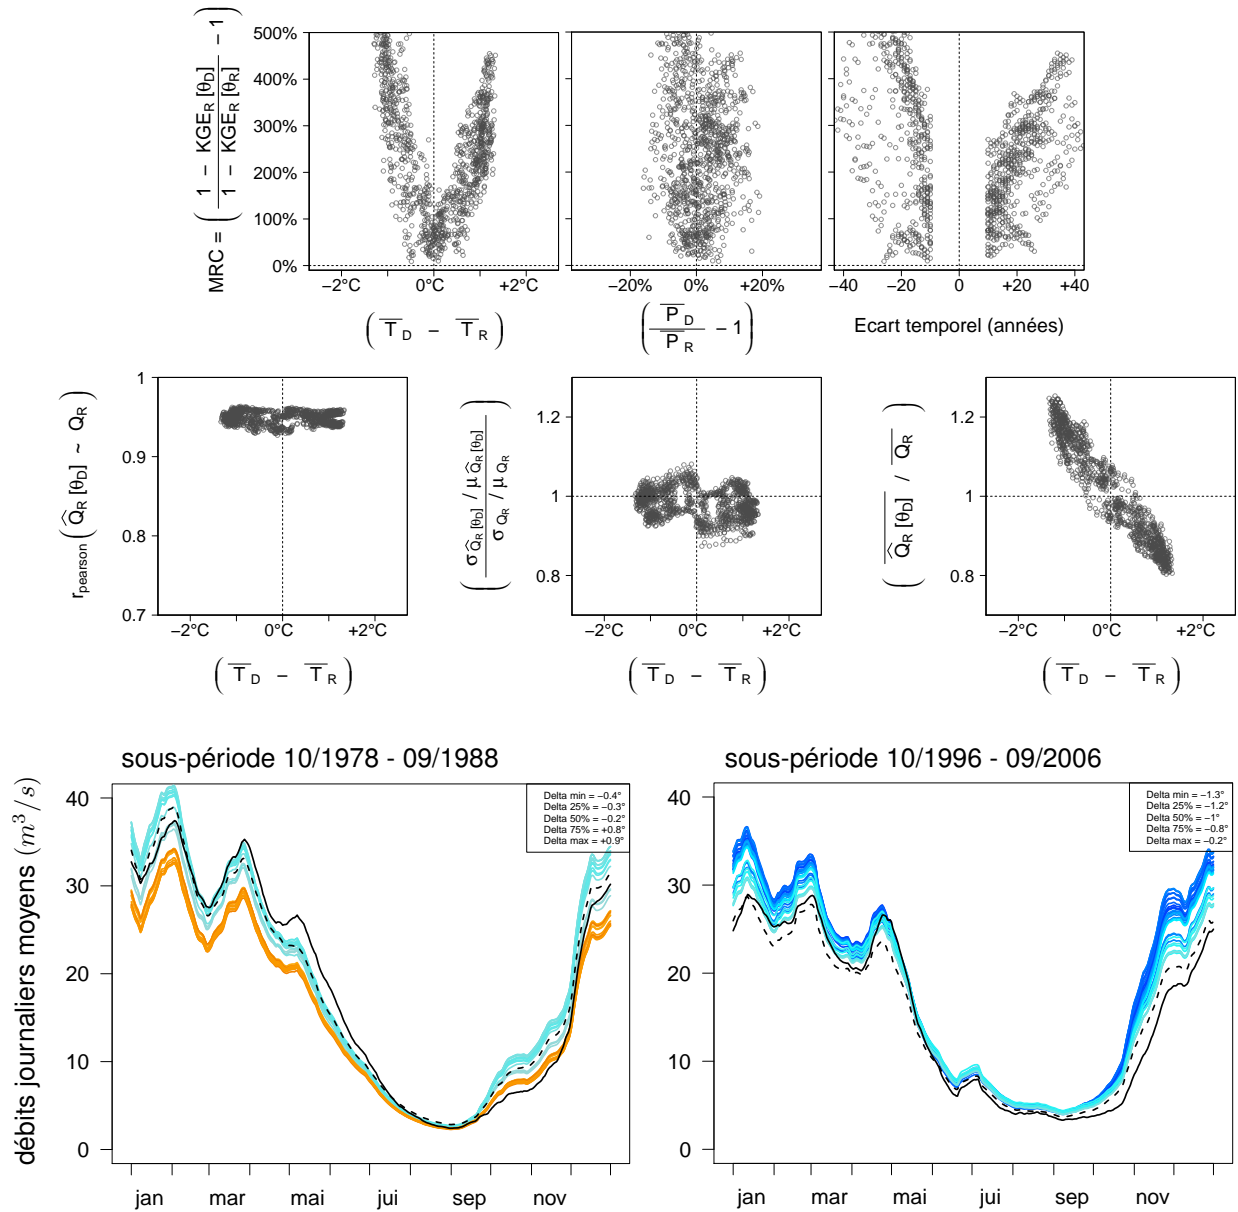 MRC = ( 1 − KGE_R [θ_D] / 1 − KGE_R [θ_R] − 1 )
500%
400%
300%
200%
100%
0%
−2°C 0°C +2°C
−20% 0% +20%
−40 −20 0 +20 +40
( T̅_D − T̅_R )
( P̅_D / P̅_R − 1 )
Ecart temporel (années)
r_pearson ( Q̂_R [θ_D] ~ Q_R )
1
0.9
0.8
0.7
−2°C 0°C +2°C
( T̅_D − T̅_R )
( σ Q̂_R [θ_D] / μ Q̂_R [θ_D] / σ Q_R / μ Q_R )
1.2
1
0.8
−2°C 0°C +2°C
( T̅_D − T̅_R )
( Q̂_R [θ_D] / Q_R )
1.2
1
0.8
−2°C 0°C +2°C
( T̅_D − T̅_R )
débits journaliers moyens (m³/s)
sous-période 10/1978 - 09/1988
Delta min = −0.4°
Delta 25% = −0.3°
Delta 50% = −0.2°
Delta 75% = +0.8°
Delta max = +0.9°
40
30
20
10
0
jan mar mai jui sep nov
sous-période 10/1996 - 09/2006
Delta min = −1.3°
Delta 25% = −1.2°
Delta 50% = −1°
Delta 75% = −0.8°
Delta max = −0.2°
40
30
20
10
0
jan mar mai jui sep nov